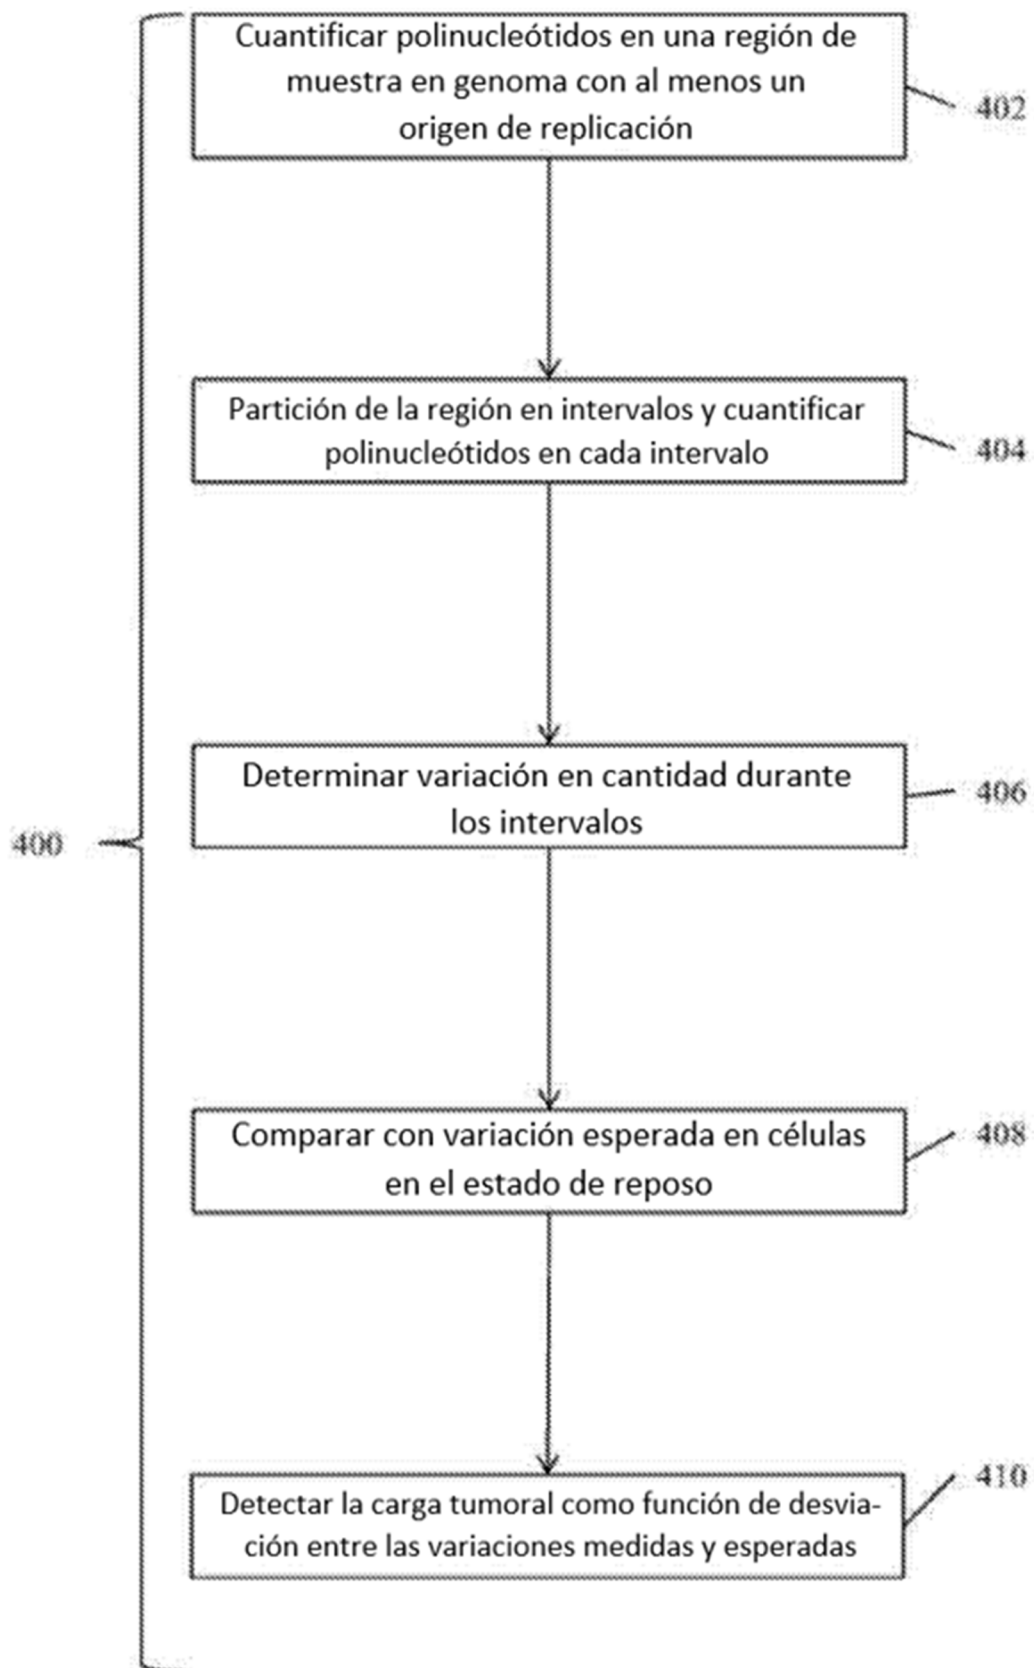 Cuantificar polinucleótidos en una región de
muestra en genoma con al menos un
origen de replicación
402
Partición de la región en intervalos y cuantificar
polinucleótidos en cada intervalo
404
Determinar variación en cantidad durante
los intervalos
406
400
Comparar con variación esperada en células
en el estado de reposo
408
Detectar la carga tumoral como función de desvia-
ción entre las variaciones medidas y esperadas
410